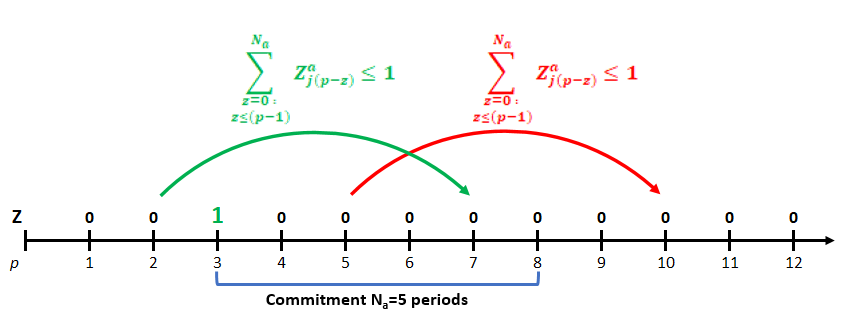 N_a N_a
∑ Z^a_{j(p−z)} ≤ 1 ∑ Z^a_{j(p−z)} ≤ 1
z=0 : z=0 :
z≤(p−1) z≤(p−1)
Z 0 0 1 0 0 0 0 0 0 0 0 0
p 1 2 3 4 5 6 7 8 9 10 11 12
Commitment N_a=5 periods